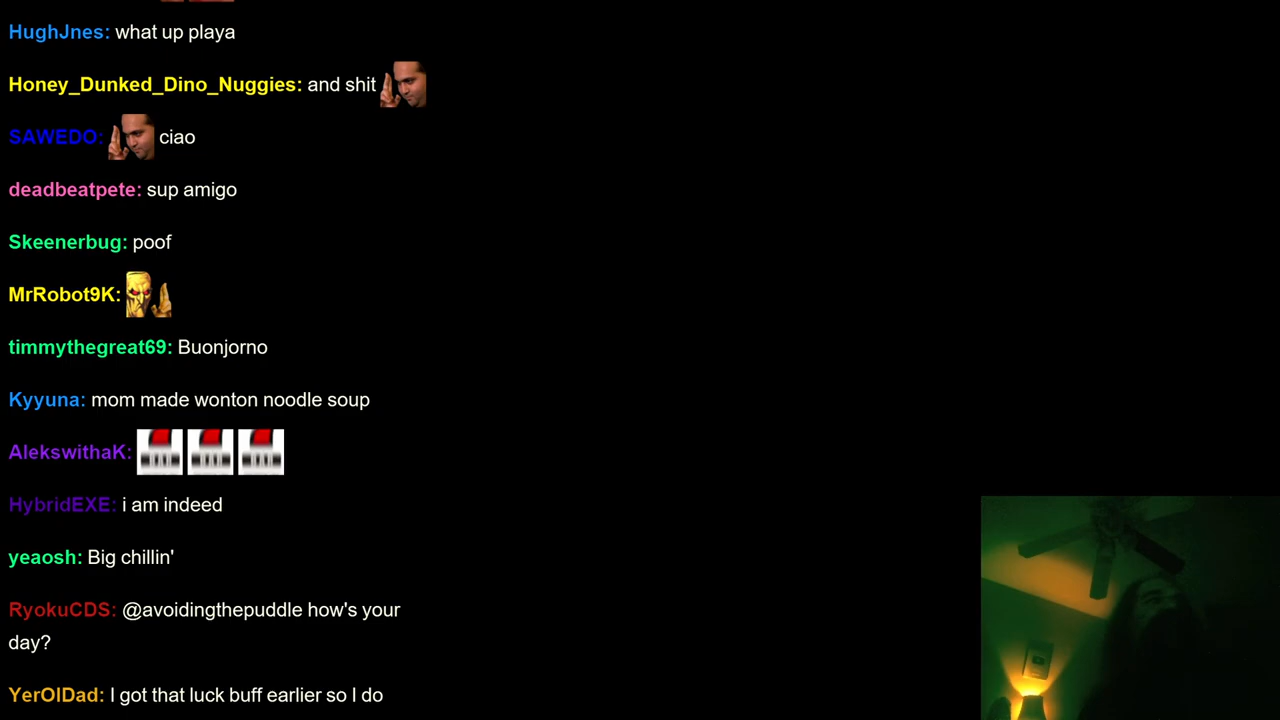 HughJnes: what up playa
Honey_Dunked_Dino_Nuggies: and shit
SAWEDO: ciao
deadbeatpete: sup amigo
Skeenerbug: poof
MrRobot9K:
timmythegreat69: Buonjorno
Kyyuna: mom made wonton noodle soup
AlekswithaK:
HybridEXE: i am indeed
yeaosh: Big chillin'
RyokuCDS: @avoidingthepuddle how's your
day?
YerOlDad: I got that luck buff earlier so I do